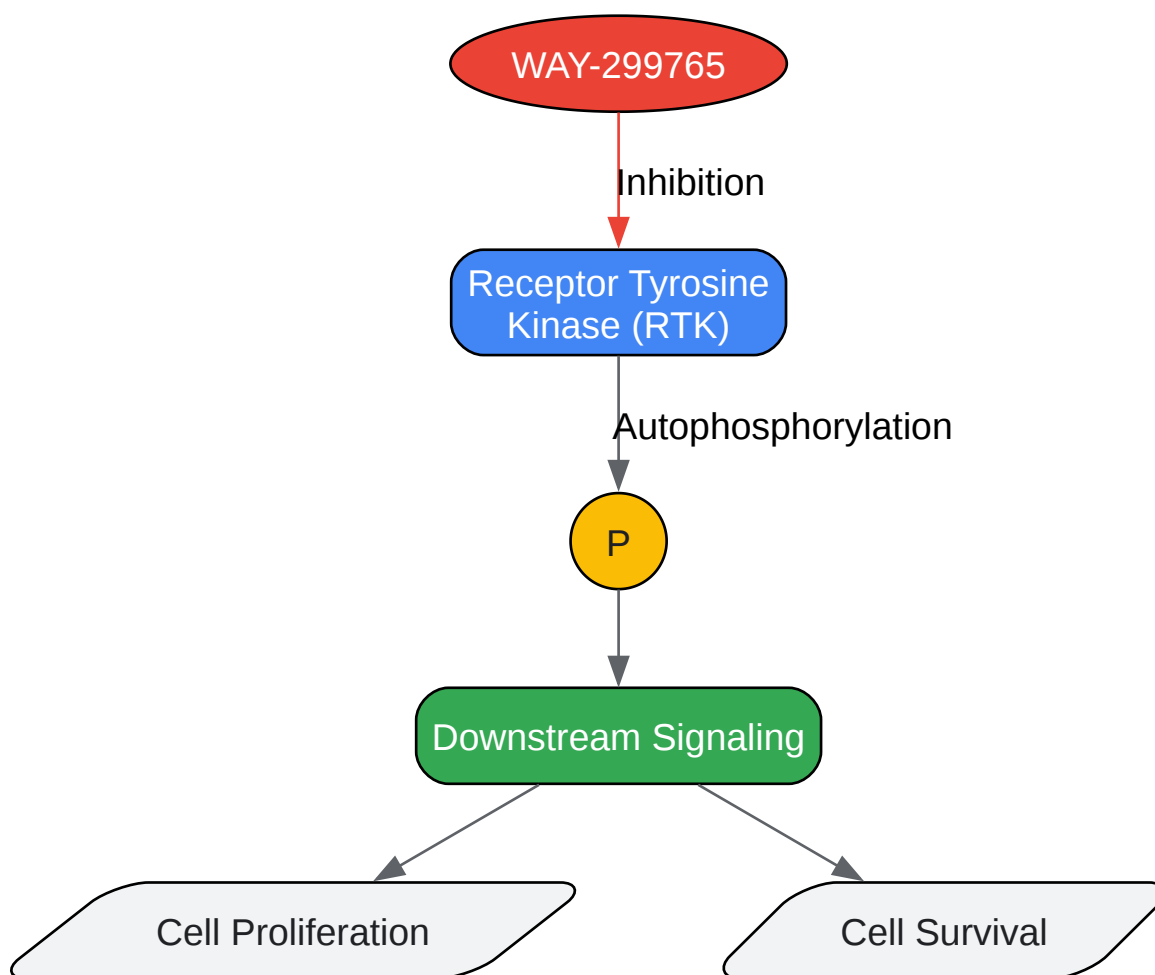 WAY-299765
Inhibition
Receptor Tyrosine
Kinase (RTK)
Autophosphorylation
P
Downstream Signaling
Cell Proliferation
Cell Survival